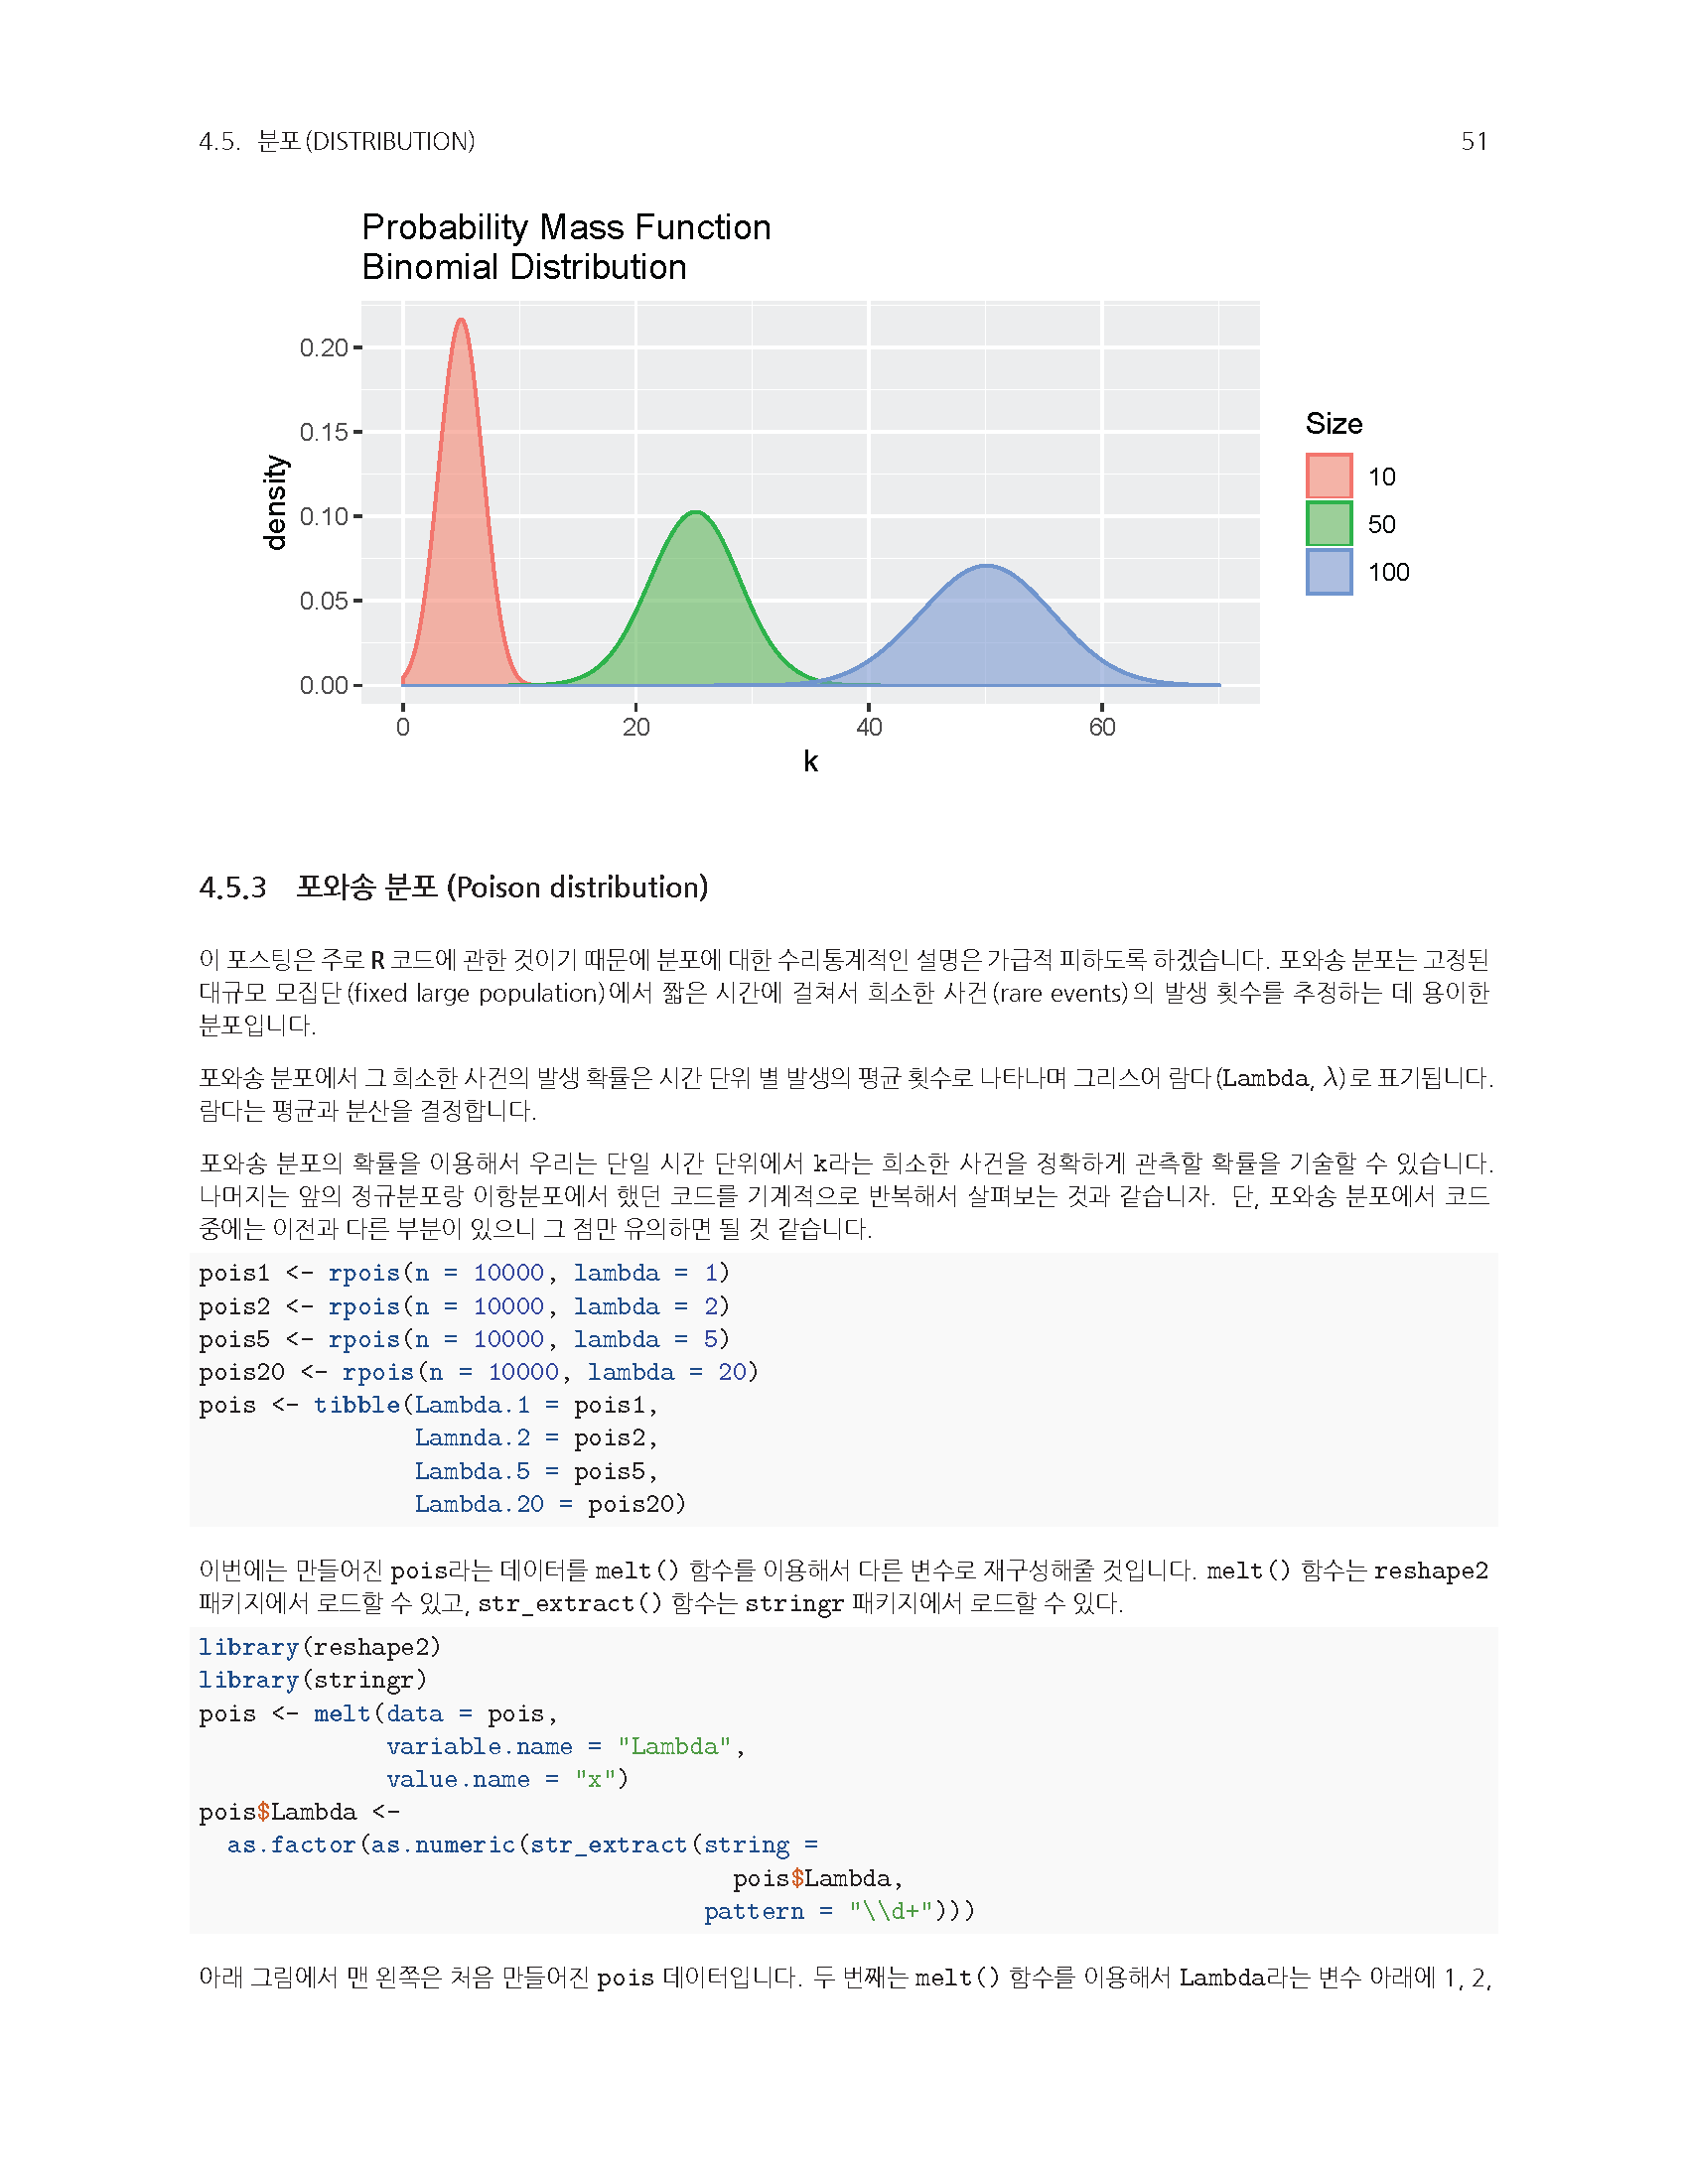 4.5. 분포(DISTRIBUTION) 51
Probability Mass Function
Binomial Distribution
0.20
0.15
0.10
0.05
0.00
density
0 20 40 60
k
Size
10
50
100
4.5.3 포와송 분포 (Poison distribution)
이 포스팅은 주로 R 코드에 관한 것이기 때문에 분포에 대한 수리통계적인 설명은 가급적 피하도록 하겠습니다. 포와송 분포는 고정된
대규모 모집단(fixed large population)에서 짧은 시간에 걸쳐서 희소한 사건(rare events)의 발생 횟수를 추정하는 데 용이한
분포입니다.
포와송 분포에서 그 희소한 사건의 발생 확률은 시간 단위 별 발생의 평균 횟수로 나타나며 그리스어 람다(Lambda, λ)로 표기됩니다.
람다는 평균과 분산을 결정합니다.
포와송 분포의 확률을 이용해서 우리는 단일 시간 단위에서 k라는 희소한 사건을 정확하게 관측할 확률을 기술할 수 있습니다.
나머지는 앞의 정규분포랑 이항분포에서 했던 코드를 기계적으로 반복해서 살펴보는 것과 같습니자. 단, 포와송 분포에서 코드
중에는 이전과 다른 부분이 있으니 그 점만 유의하면 될 것 같습니다.
pois1 <- rpois(n = 10000, lambda = 1)
pois2 <- rpois(n = 10000, lambda = 2)
pois5 <- rpois(n = 10000, lambda = 5)
pois20 <- rpois(n = 10000, lambda = 20)
pois <- tibble(Lambda.1 = pois1,
Lamnda.2 = pois2,
Lambda.5 = pois5,
Lambda.20 = pois20)
이번에는 만들어진 pois라는 데이터를 melt() 함수를 이용해서 다른 변수로 재구성해줄 것입니다. melt() 함수는 reshape2
패키지에서 로드할 수 있고, str_extract() 함수는 stringr 패키지에서 로드할 수 있다.
library(reshape2)
library(stringr)
pois <- melt(data = pois,
variable.name = "Lambda",
value.name = "x")
pois$Lambda <-
as.factor(as.numeric(str_extract(string =
pois$Lambda,
pattern = "\\d+")))
아래 그림에서 맨 왼쪽은 처음 만들어진 pois 데이터입니다. 두 번째는 melt() 함수를 이용해서 Lambda라는 변수 아래에 1, 2,